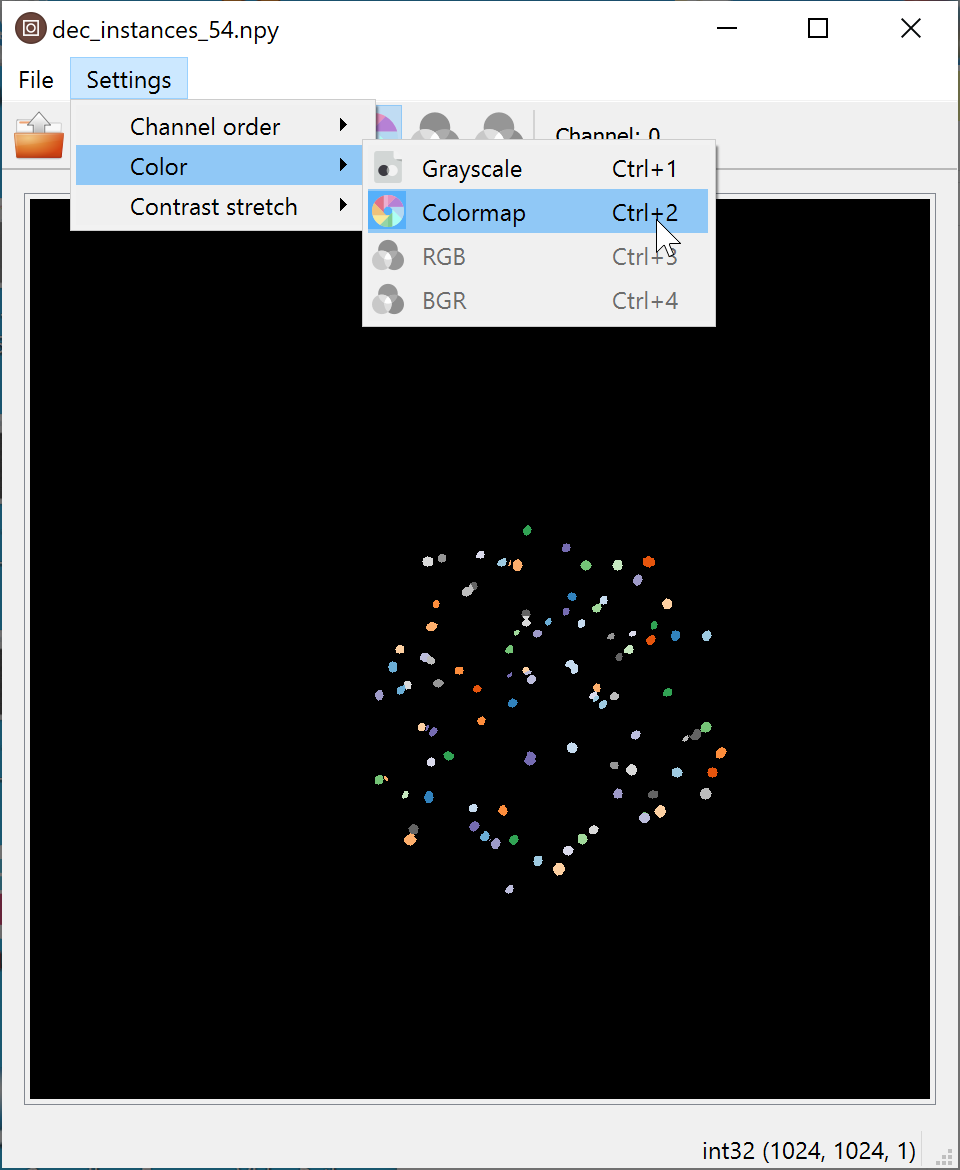 dec_instances_54.npy
File Settings
Channel order
Channel: 0
Color
Contrast stretch
Grayscale Ctrl+1
Colormap Ctrl+2
RGB Ctrl+3
BGR Ctrl+4
int32 (1024, 1024, 1)